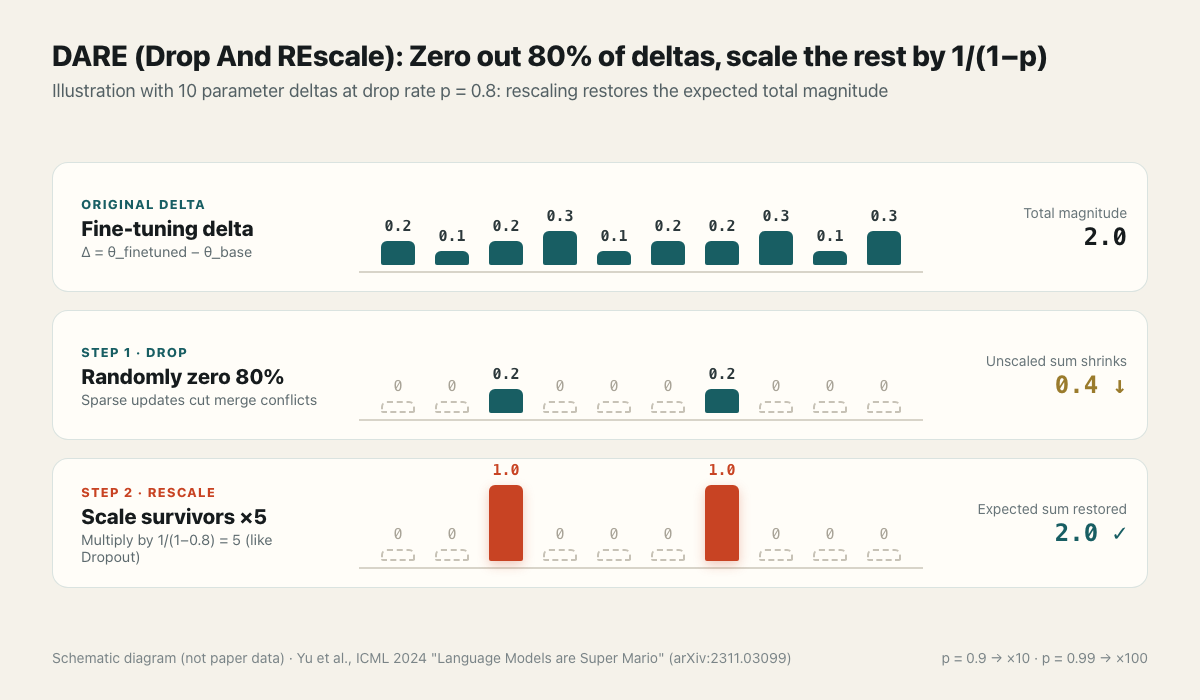 DARE (Drop And REscale): Zero out 80% of deltas, scale the rest by 1/(1−p)
Illustration with 10 parameter deltas at drop rate p = 0.8: rescaling restores the expected total magnitude
ORIGINAL DELTA
Fine-tuning delta
Δ = θ_finetuned − θ_base
0.2 0.1 0.2 0.3 0.1 0.2 0.2 0.3 0.1 0.3
Total magnitude
2.0
STEP 1 · DROP
Randomly zero 80%
Sparse updates cut merge conflicts
0 0 0.2 0 0 0 0.2 0 0 0
Unscaled sum shrinks
0.4 ↓
STEP 2 · RESCALE
Scale survivors ×5
Multiply by 1/(1−0.8) = 5 (like
Dropout)
0 0 1.0 0 0 0 1.0 0 0 0
Expected sum restored
2.0 ✓
Schematic diagram (not paper data) · Yu et al., ICML 2024 "Language Models are Super Mario" (arXiv:2311.03099)
p = 0.9 → ×10 · p = 0.99 → ×100